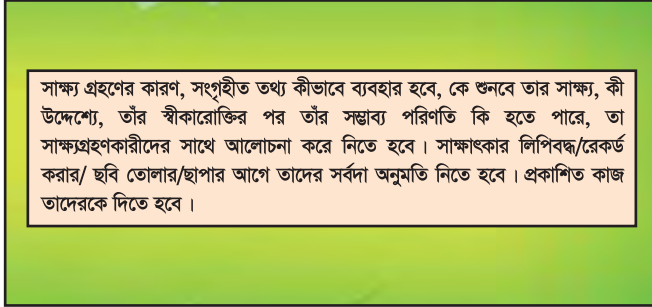 সাক্ষ্য গ্রহণের কারণ, সংগৃহীত তথ্য কীভাবে ব্যবহার হবে, কে শুনবে তার সাক্ষ্য, কী
উদ্দেশ্যে, তাঁর স্বীকারোক্তির পর তাঁর সম্ভাব্য পরিণতি কি হতে পারে, তা
সাক্ষ্যগ্রহণকারীদের সাথে আলোচনা করে নিতে হবে। সাক্ষাৎকার লিপিবদ্ধ/রেকর্ড
করার/ ছবি তোলার/ছাপার আগে তাদের সর্বদা অনুমতি নিতে হবে। প্রকাশিত কাজ
তাদেরকে দিতে হবে।